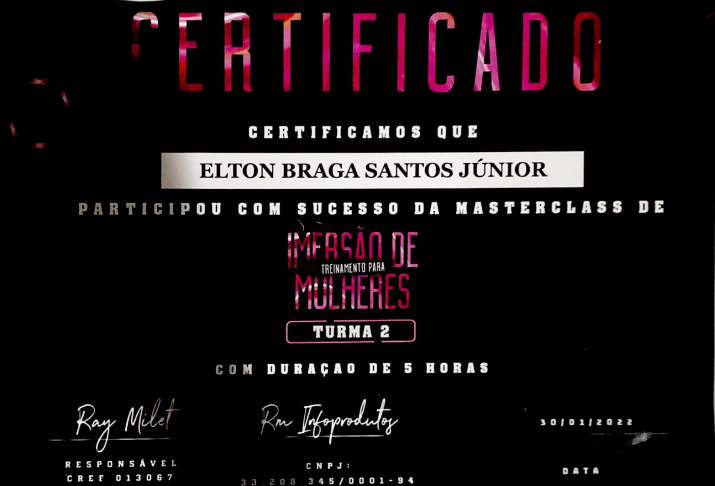 CERTIFICADO
CERTIFICAMOS QUE
ELTON BRAGA SANTOS JÚNIOR
PARTICIPOU COM SUCESSO DA MASTERCLASS DE
IMERSÃO DE
TREINAMENTO PARA
MULHERES
TURMA 2
COM DURAÇAO DE 5 HORAS
Ray Milet
Rm Infoprodutos
30/01/2022
RESPONSÁVEL
CNPJ:
DATA
CREF 013067
33.208.345/0001-94